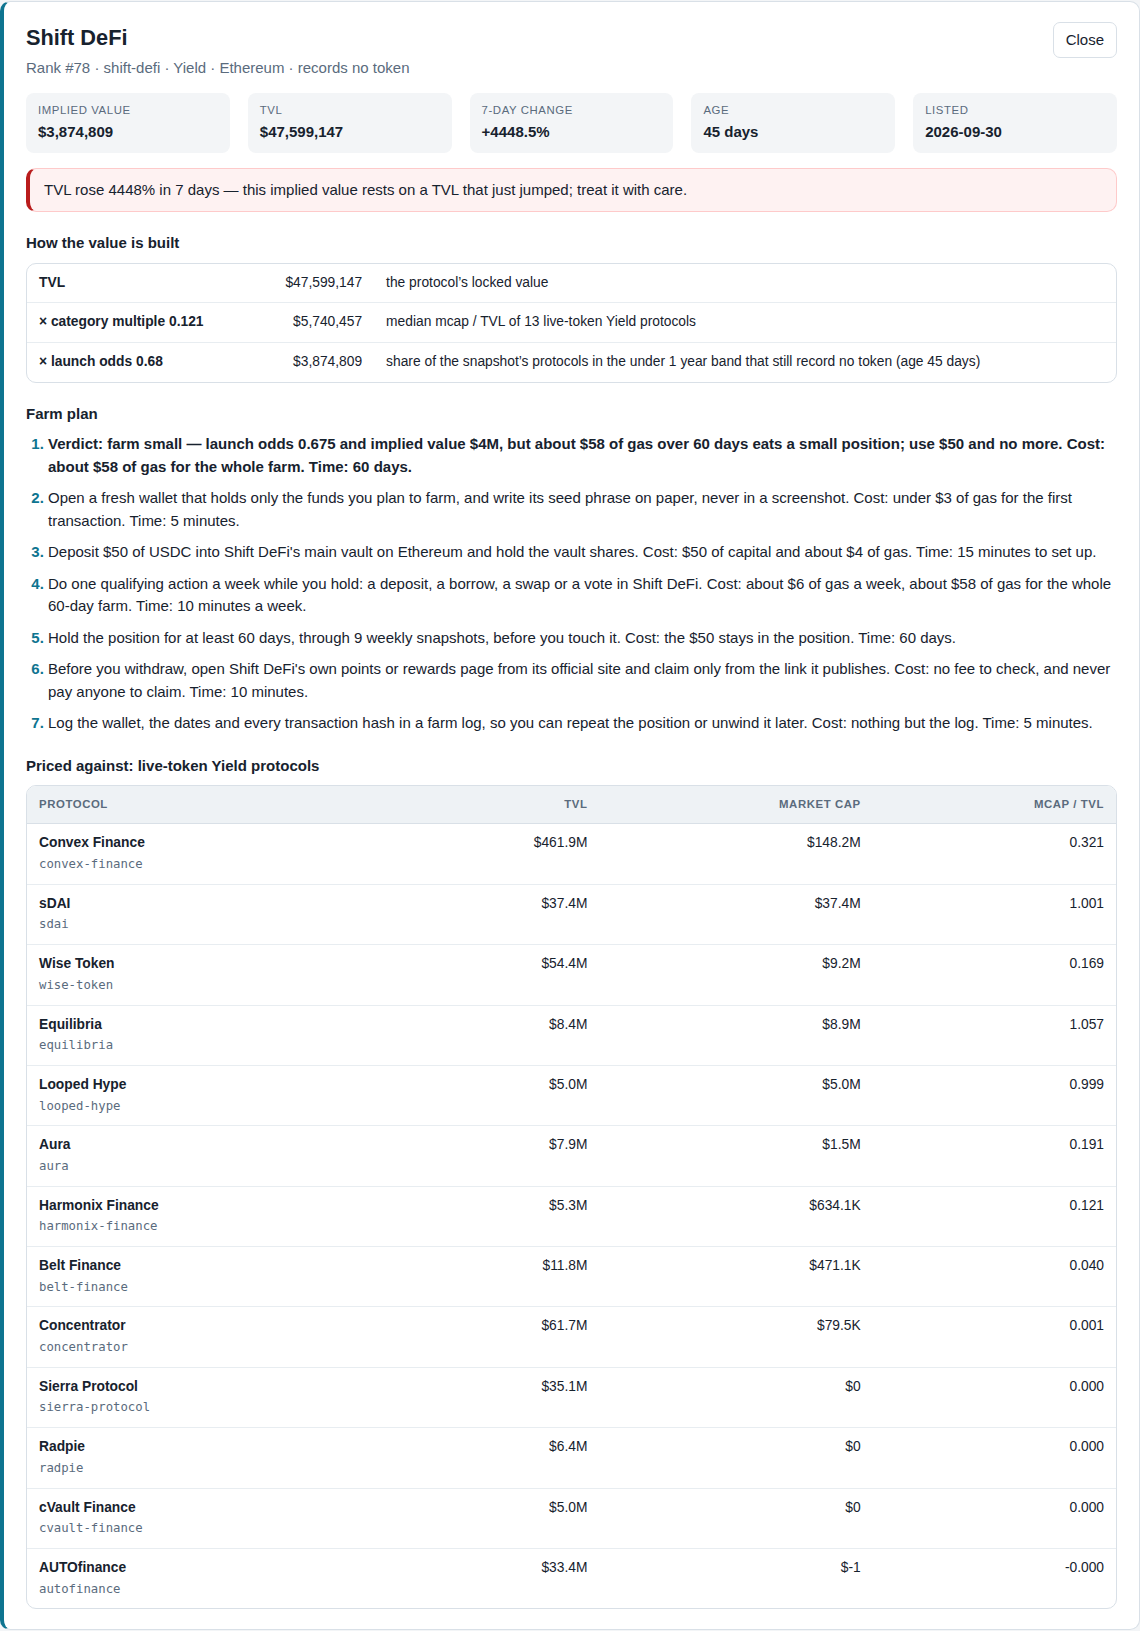 Shift DeFi
Close
Rank #78 · shift-defi · Yield · Ethereum · records no token
IMPLIED VALUE
$3,874,809
TVL
$47,599,147
7-DAY CHANGE
+4448.5%
AGE
45 days
LISTED
2026-09-30
TVL rose 4448% in 7 days — this implied value rests on a TVL that just jumped; treat it with care.
How the value is built
TVL $47,599,147 the protocol's locked value
× category multiple 0.121 $5,740,457 median mcap / TVL of 13 live-token Yield protocols
× launch odds 0.68 $3,874,809 share of the snapshot's protocols in the under 1 year band that still record no token (age 45 days)
Farm plan
1. Verdict: farm small — launch odds 0.675 and implied value $4M, but about $58 of gas over 60 days eats a small position; use $50 and no more. Cost:
about $58 of gas for the whole farm. Time: 60 days.
2. Open a fresh wallet that holds only the funds you plan to farm, and write its seed phrase on paper, never in a screenshot. Cost: under $3 of gas for the first
transaction. Time: 5 minutes.
3. Deposit $50 of USDC into Shift DeFi's main vault on Ethereum and hold the vault shares. Cost: $50 of capital and about $4 of gas. Time: 15 minutes to set up.
4. Do one qualifying action a week while you hold: a deposit, a borrow, a swap or a vote in Shift DeFi. Cost: about $6 of gas a week, about $58 of gas for the whole
60-day farm. Time: 10 minutes a week.
5. Hold the position for at least 60 days, through 9 weekly snapshots, before you touch it. Cost: the $50 stays in the position. Time: 60 days.
6. Before you withdraw, open Shift DeFi's own points or rewards page from its official site and claim only from the link it publishes. Cost: no fee to check, and never
pay anyone to claim. Time: 10 minutes.
7. Log the wallet, the dates and every transaction hash in a farm log, so you can repeat the position or unwind it later. Cost: nothing but the log. Time: 5 minutes.
Priced against: live-token Yield protocols
PROTOCOL TVL MARKET CAP MCAP / TVL
Convex Finance $461.9M $148.2M 0.321
convex-finance
sDAI $37.4M $37.4M 1.001
sdai
Wise Token $54.4M $9.2M 0.169
wise-token
Equilibria $8.4M $8.9M 1.057
equilibria
Looped Hype $5.0M $5.0M 0.999
looped-hype
Aura $7.9M $1.5M 0.191
aura
Harmonix Finance $5.3M $634.1K 0.121
harmonix-finance
Belt Finance $11.8M $471.1K 0.040
belt-finance
Concentrator $61.7M $79.5K 0.001
concentrator
Sierra Protocol $35.1M $0 0.000
sierra-protocol
Radpie $6.4M $0 0.000
radpie
cVault Finance $5.0M $0 0.000
cvault-finance
AUTOfinance $33.4M $-1 -0.000
autofinance